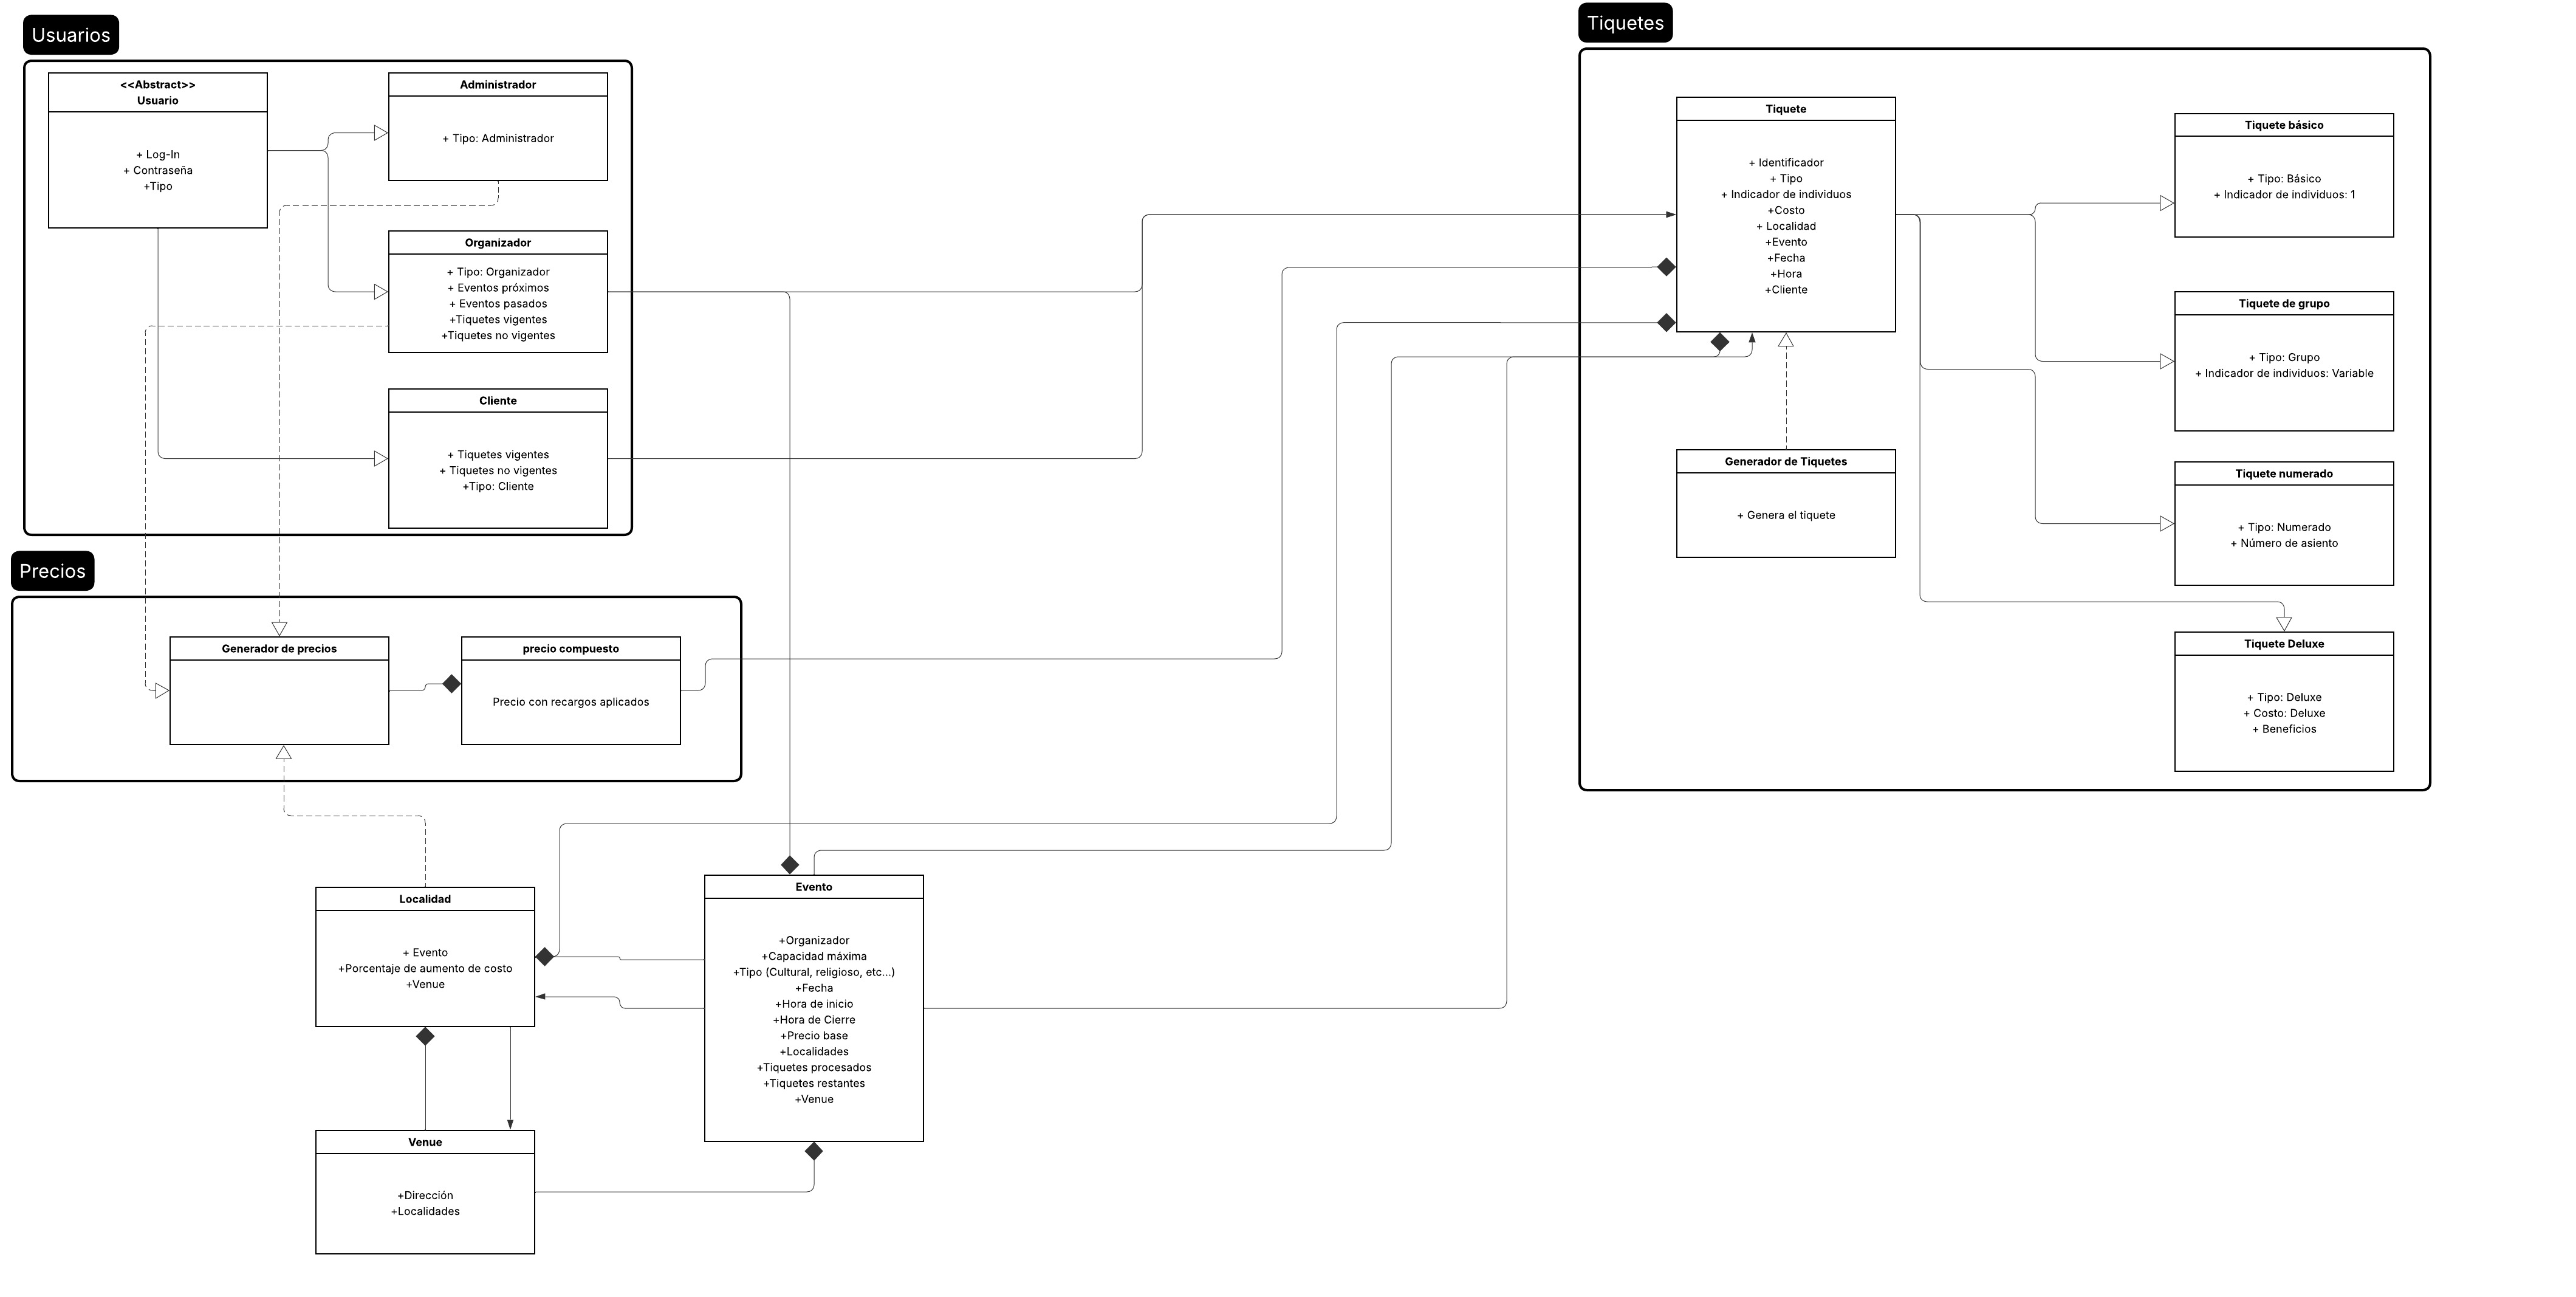 Usuarios
<<Abstract>>
Usuario
+ Log-In
+ Contraseña
+Tipo
Administrador
+ Tipo: Administrador
Organizador
+ Tipo: Organizador
+ Eventos próximos
+ Eventos pasados
+Tiquetes vigentes
+Tiquetes no vigentes
Cliente
+ Tiquetes vigentes
+ Tiquetes no vigentes
+Tipo: Cliente
Tiquetes
Tiquete
+ Identificador
+ Tipo
+ Indicador de individuos
+Costo
+ Localidad
+Evento
+Fecha
+Hora
+Cliente
Generador de Tiquetes
+ Genera el tiquete
Tiquete básico
+ Tipo: Básico
+ Indicador de individuos: 1
Tiquete de grupo
+ Tipo: Grupo
+ Indicador de individuos: Variable
Tiquete numerado
+ Tipo: Numerado
+ Número de asiento
Tiquete Deluxe
+ Tipo: Deluxe
+ Costo: Deluxe
+ Beneficios
Precios
Generador de precios
precio compuesto
Precio con recargos aplicados
Localidad
+ Evento
+Porcentaje de aumento de costo
+Venue
Evento
+Organizador
+Capacidad máxima
+Tipo (Cultural, religioso, etc...)
+Fecha
+Hora de inicio
+Hora de Cierre
+Precio base
+Localidades
+Tiquetes procesados
+Tiquetes restantes
+Venue
Venue
+Dirección
+Localidades